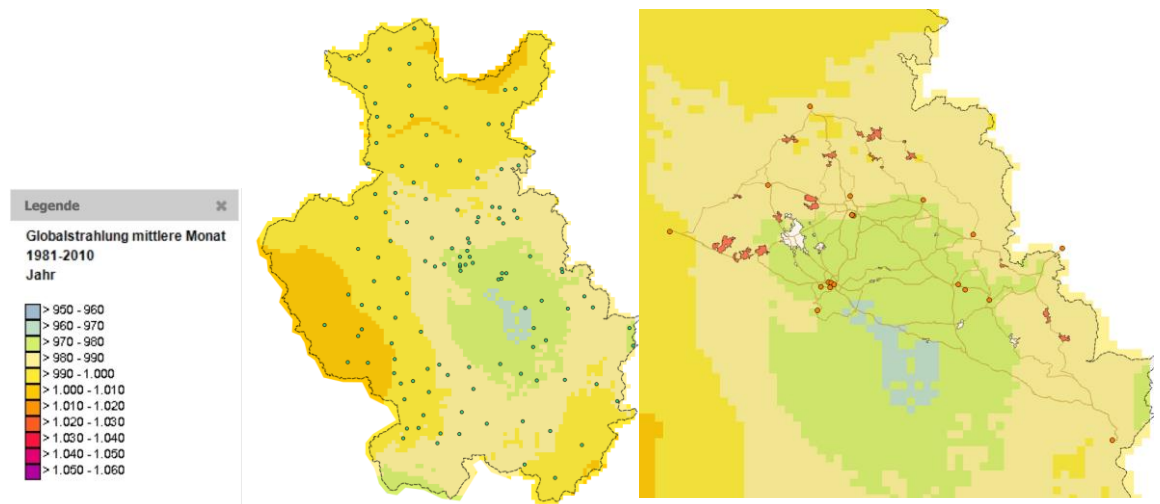 Legende ✖
Globalstrahlung mittlere Monat
1981-2010
Jahr
> 950 - 960
> 960 - 970
> 970 - 980
> 980 - 990
> 990 - 1.000
> 1.000 - 1.010
> 1.010 - 1.020
> 1.020 - 1.030
> 1.030 - 1.040
> 1.040 - 1.050
> 1.050 - 1.060